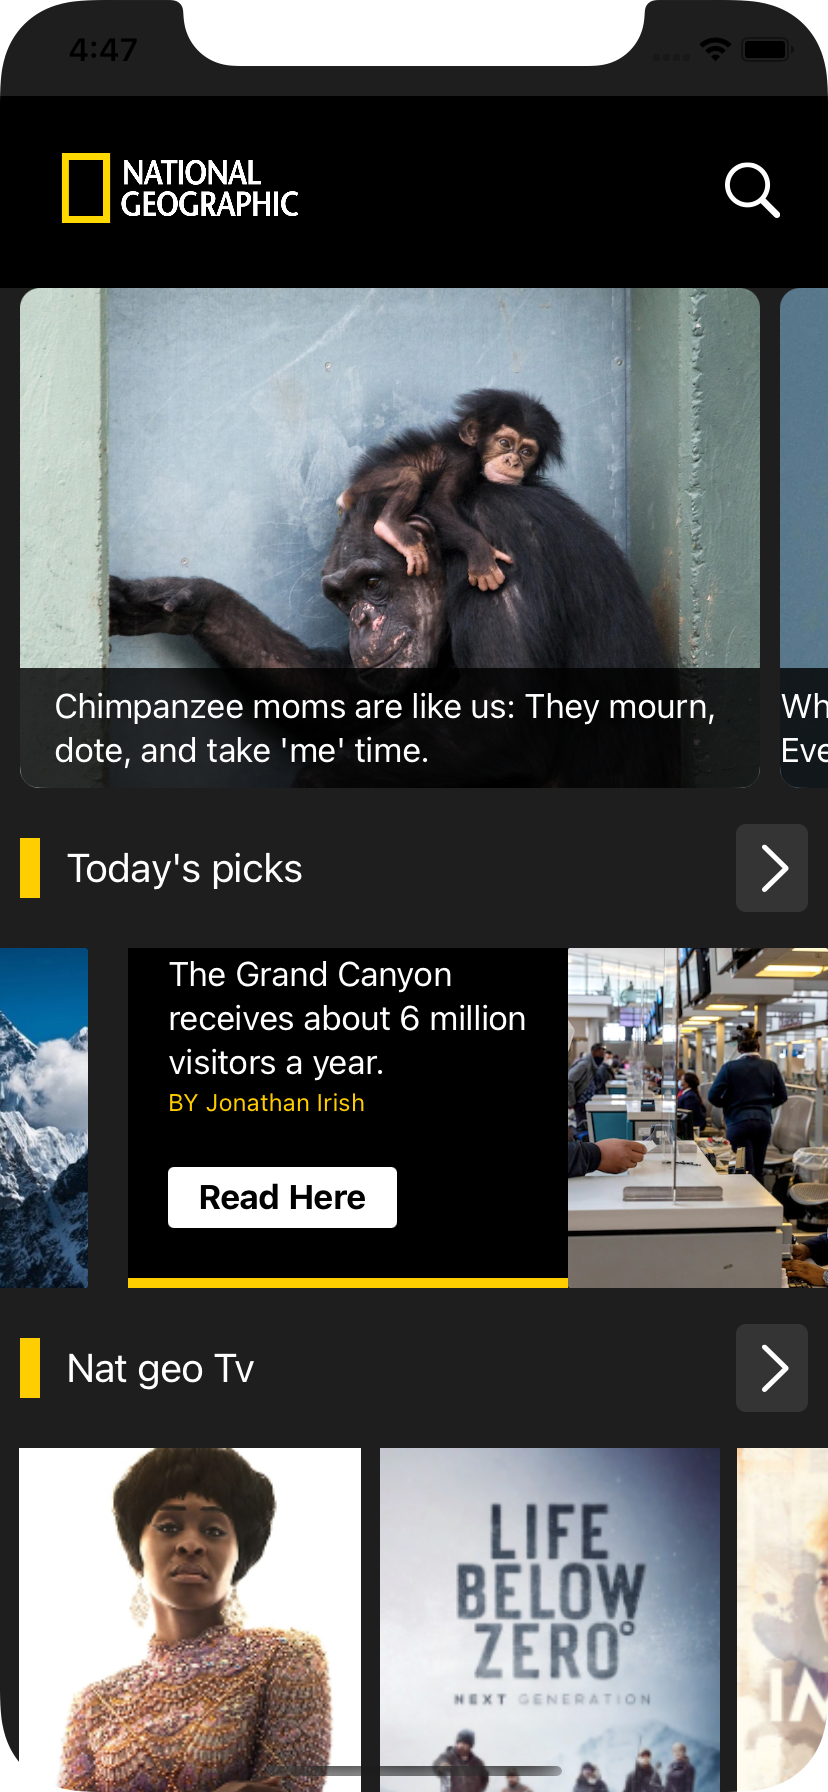 4:47
NATIONAL
GEOGRAPHIC
Chimpanzee moms are like us: They mourn,
dote, and take 'me' time.
Wh
Eve
Today's picks
The Grand Canyon
receives about 6 million
visitors a year.
BY Jonathan Irish
Read Here
Nat geo Tv
LIFE
BELOW
ZERO°
NEXT GENERATION